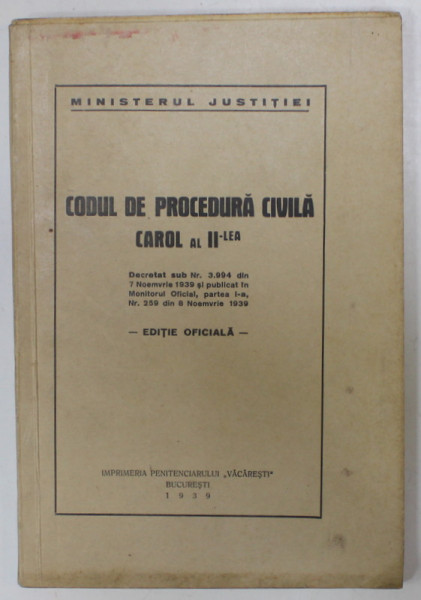 MINISTERUL JUSTIȚIEI
CODUL DE PROCEDURĂ CIVILĂ
CAROL AL II-LEA
Decretat sub Nr. 3.994 din
7 Noemvrie 1939 și publicat în
Monitorul Oficial, partea I-a,
Nr. 259 din 8 Noemvrie 1939
— EDIȚIE OFICIALĂ —
IMPRIMERIA PENITENCIARULUI „VĂCĂREȘTI"
BUCUREȘTI
1939